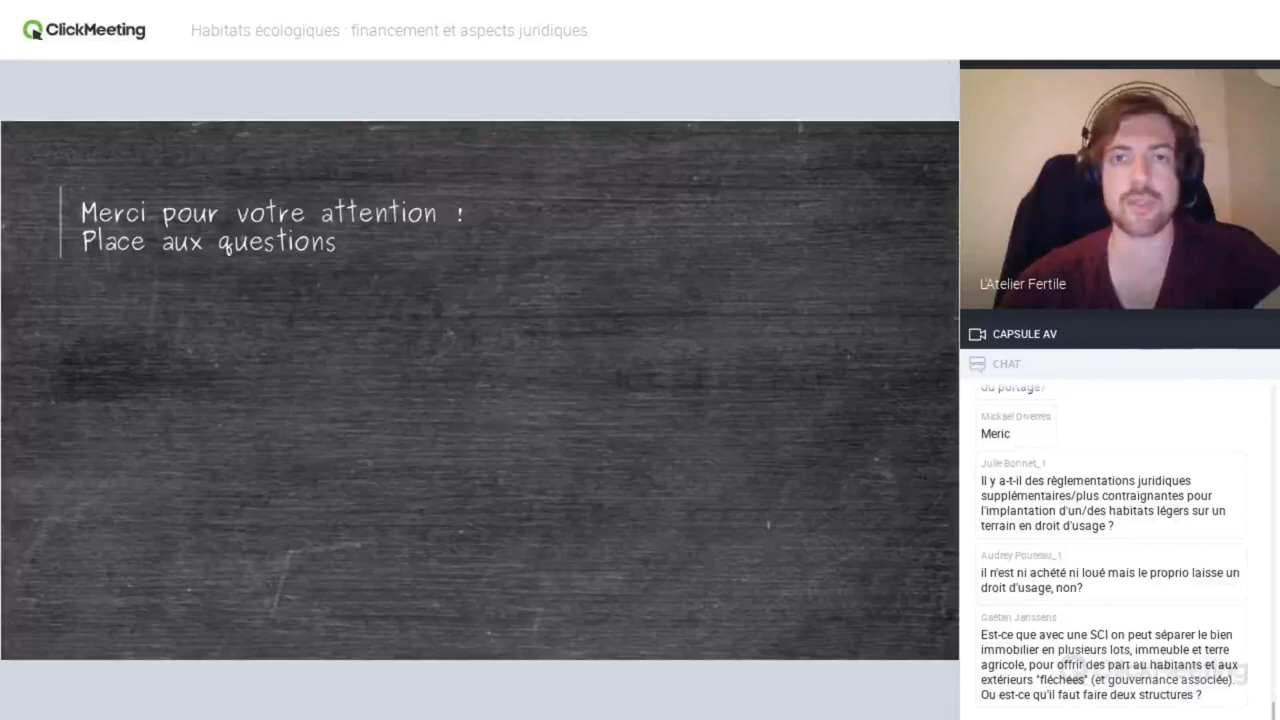 ClickMeeting
Habitats écologiques : financement et aspects juridiques
Merci pour votre attention !
Place aux questions
L'Atelier Fertile
CAPSULE AV
CHAT
du portage?
Mickaël Diverrès
Meric
Julie Bonnet_1
Il y a-t-il des règlementations juridiques
supplémentaires/plus contraignantes pour
l'implantation d'un/des habitats légers sur un
terrain en droit d'usage ?
Audrey Poureau_1
il n'est ni achété ni loué mais le proprio laisse un
droit d'usage, non?
Gaëtan Janssens
Est-ce que avec une SCI on peut séparer le bien
immobilier en plusieurs lots, immeuble et terre
agricole, pour offrir des parts aux habitants et aux
extérieurs "fléchées" (et gouvernance associée).
Ou est-ce qu'il faut faire deux structures ?